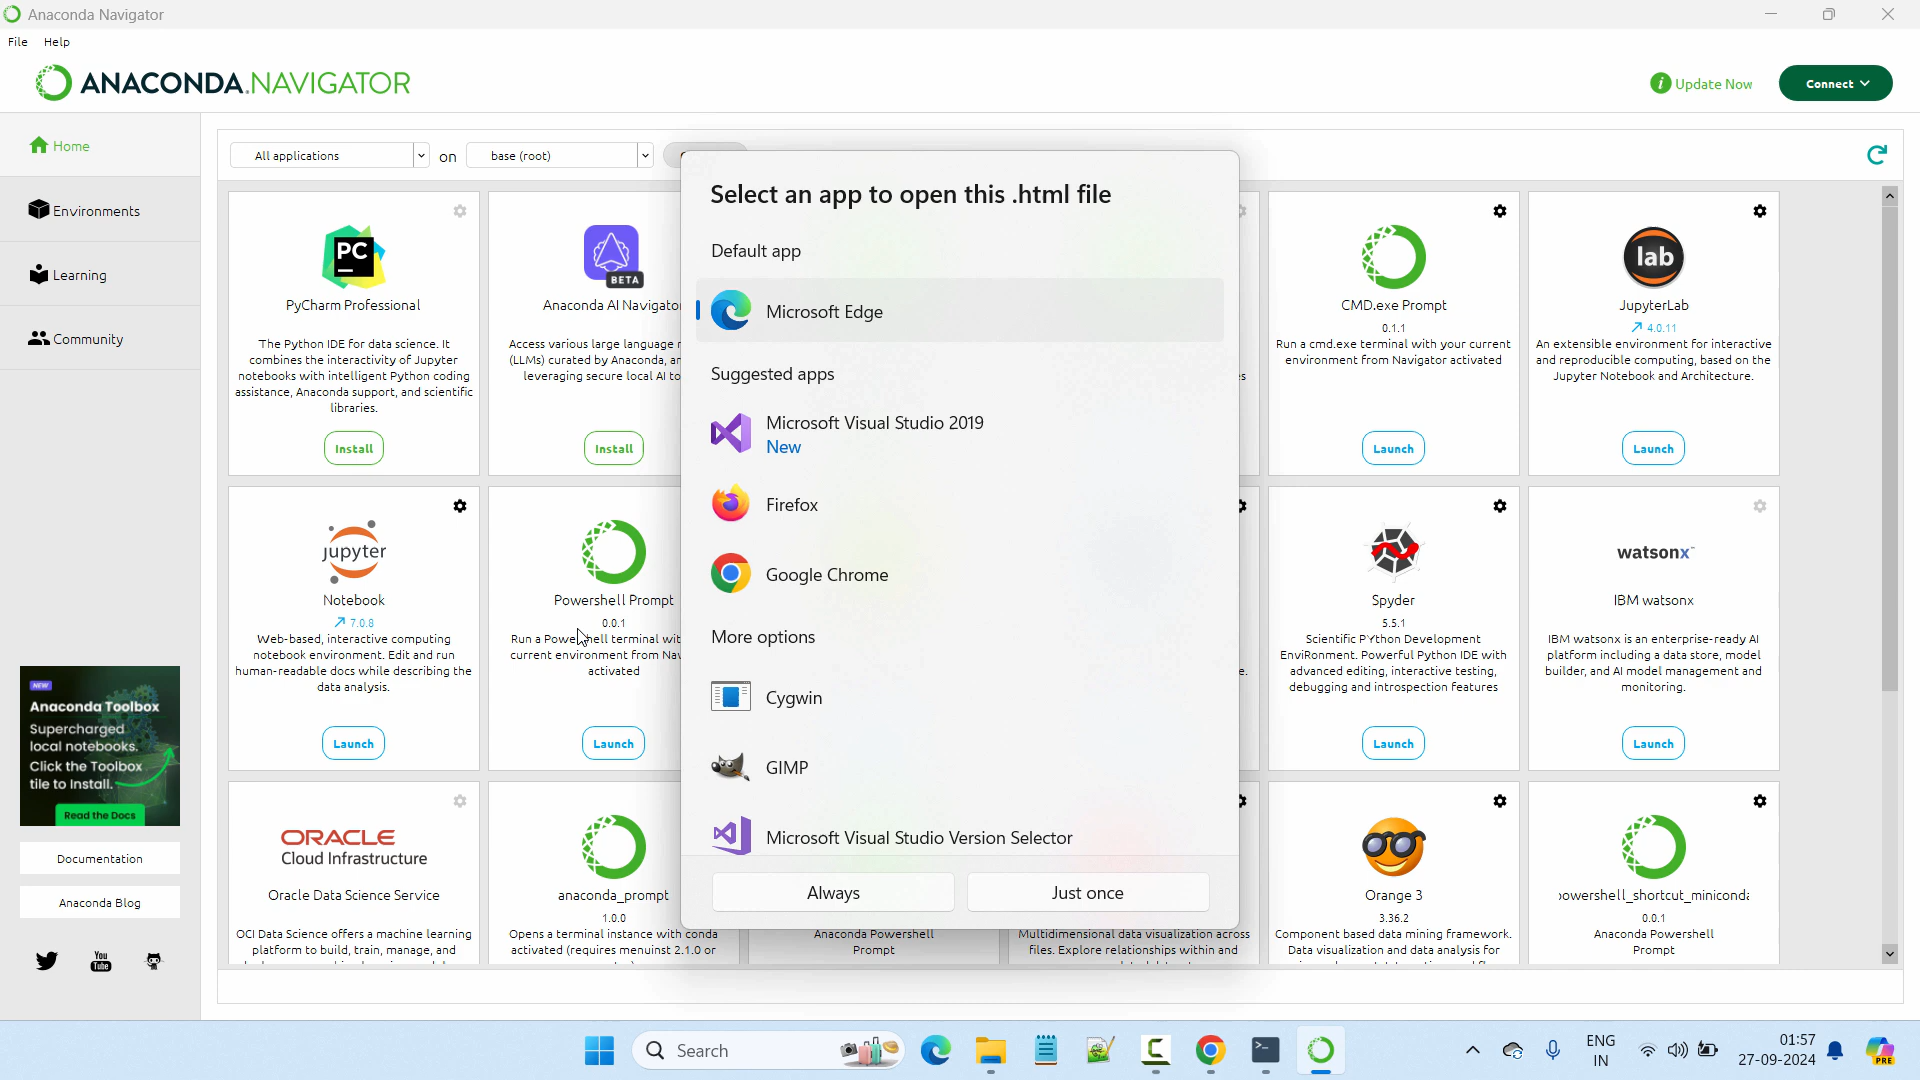 Anaconda Navigator
File Help
ANACONDA.NAVIGATOR
Update Now
Connect
Home
Environments
Learning
Community
NEW
Anaconda Toolbox
Supercharged
local notebooks.
Click the Toolbox
tile to Install.
Read the Docs
Documentation
Anaconda Blog
You
Tube
All applications on base (root)
PC
PyCharm Professional
The Python IDE for data science. It
combines the interactivity of Jupyter
notebooks with intelligent Python coding
assistance, Anaconda support, and scientific
libraries.
Install
BETA
Anaconda AI Navigator
Access various large language
(LLMs) curated by Anaconda,
leveraging secure local AI to
Install
CMD.exe Prompt
0.1.1
Run a cmd.exe terminal with your current
environment from Navigator activated
Launch
lab
JupyterLab
4.0.11
An extensible environment for interactive
and reproducible computing, based on the
Jupyter Notebook and Architecture.
Launch
jupyter
Notebook
7.0.8
Web-based, interactive computing
notebook environment. Edit and run
human-readable docs while describing the
data analysis.
Launch
Powershell Prompt
0.0.1
Run a Powershell terminal
current environment from
activated
Launch
Spyder
5.5.1
Scientific PYthon Development
EnviRonment. Powerful Python IDE with
advanced editing, interactive testing,
debugging and introspection features
Launch
watsonx™
IBM watsonx
IBM watsonx is an enterprise-ready AI
platform including a data store, model
builder, and AI model management and
monitoring.
Launch
ORACLE
Cloud Infrastructure
Oracle Data Science Service
OCI Data Science offers a machine learning
platform to build, train, manage, and
anaconda_prompt
1.0.0
Opens a terminal instance with conda
activated (requires menuinst 2.1.0 or
Anaconda Powershell
Prompt
Multidimensional data visualization across
files. Explore relationships within and
Orange 3
3.36.2
Component based data mining framework.
Data visualization and data analysis for
powershell_shortcut_miniconda
0.0.1
Anaconda Powershell
Prompt
Select an app to open this .html file
Default app
Microsoft Edge
Suggested apps
Microsoft Visual Studio 2019
New
Firefox
Google Chrome
More options
Cygwin
GIMP
Microsoft Visual Studio Version Selector
Always
Just once
Search
ENG
IN
01:57
27-09-2024
PRE